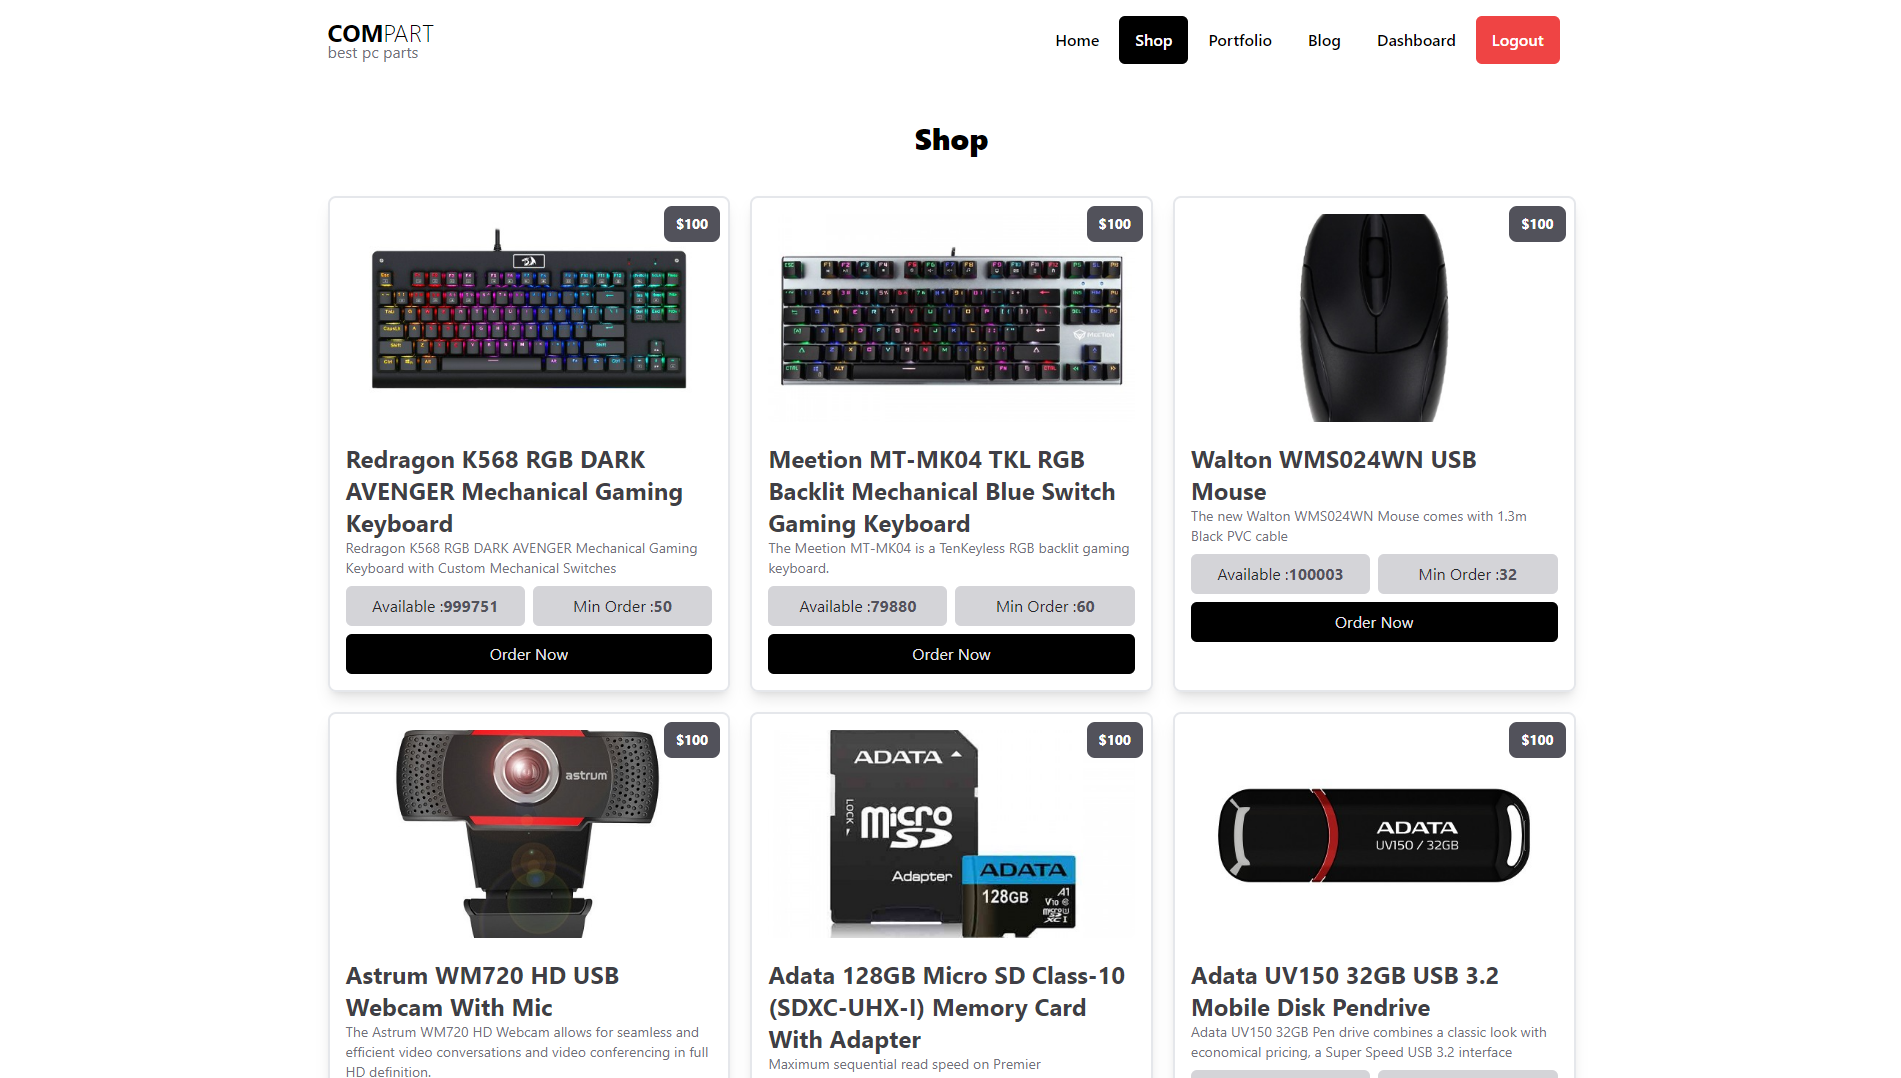 COMPART
best pc parts
Home
Shop
Portfolio
Blog
Dashboard
Logout
Shop
$100
Redragon K568 RGB DARK
AVENGER Mechanical Gaming
Keyboard
Redragon K568 RGB DARK AVENGER Mechanical Gaming
Keyboard with Custom Mechanical Switches
Available :999751
Min Order :50
Order Now
$100
MEETION
Meetion MT-MK04 TKL RGB
Backlit Mechanical Blue Switch
Gaming Keyboard
The Meetion MT-MK04 is a TenKeyless RGB backlit gaming
keyboard.
Available :79880
Min Order :60
Order Now
$100
Walton WMS024WN USB
Mouse
The new Walton WMS024WN Mouse comes with 1.3m
Black PVC cable
Available :100003
Min Order :32
Order Now
$100
astrum
Astrum WM720 HD USB
Webcam With Mic
The Astrum WM720 HD Webcam allows for seamless and
efficient video conversations and video conferencing in full
HD definition.
$100
ADATA
LOCK
Micro
SD
Adapter
ADATA
128GB
A1
V10
micro
XC I
Adata 128GB Micro SD Class-10
(SDXC-UHX-I) Memory Card
With Adapter
Maximum sequential read speed on Premier
$100
ADATA
UV150 / 32GB
Adata UV150 32GB USB 3.2
Mobile Disk Pendrive
Adata UV150 32GB Pen drive combines a classic look with
economical pricing, a Super Speed USB 3.2 interface